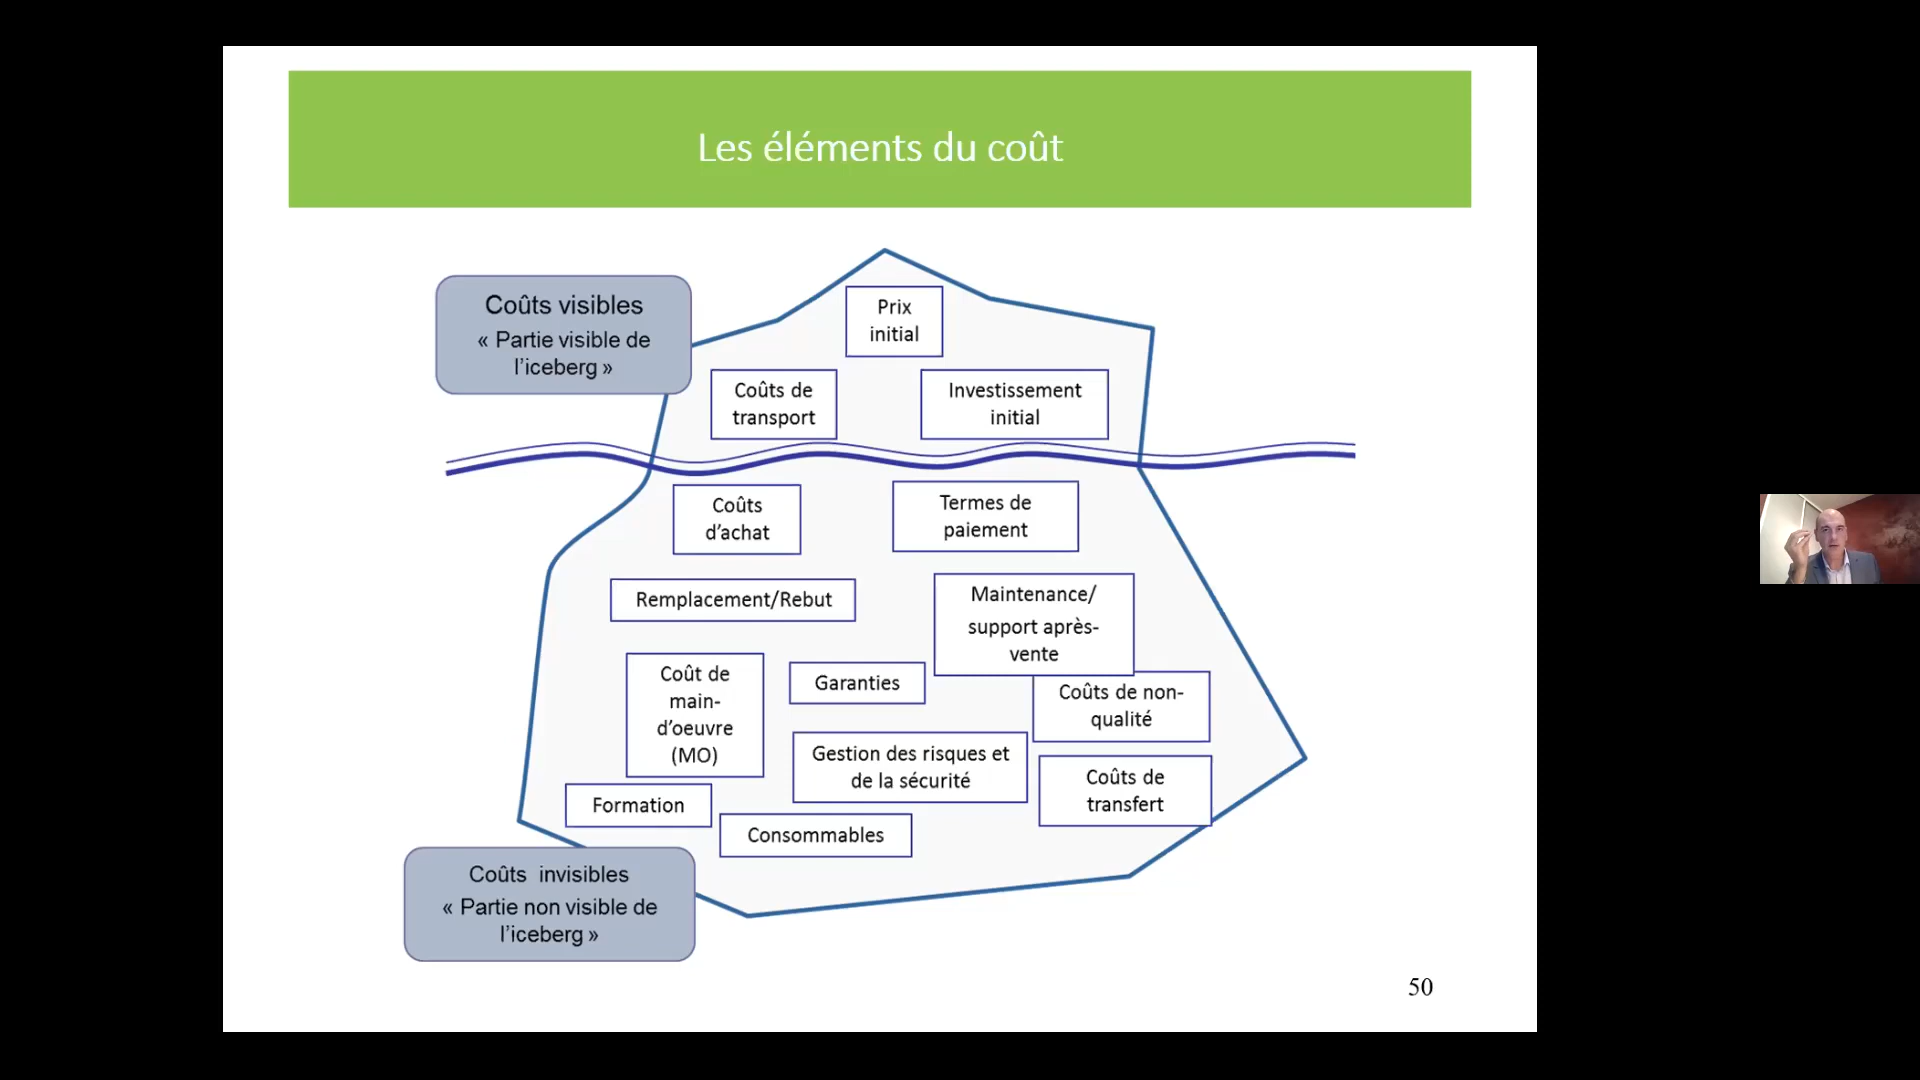 Les éléments du coût
Coûts visibles
« Partie visible de
l’iceberg »
Prix
initial
Coûts de
transport
Investissement
initial
Coûts
d’achat
Termes de
paiement
Remplacement/Rebut
Maintenance/
support après-
vente
Coût de
main-
d’oeuvre
(MO)
Garanties
Coûts de non-
qualité
Gestion des risques et
de la sécurité
Coûts de
transfert
Formation
Consommables
Coûts  invisibles
« Partie non visible de
l’iceberg »
50